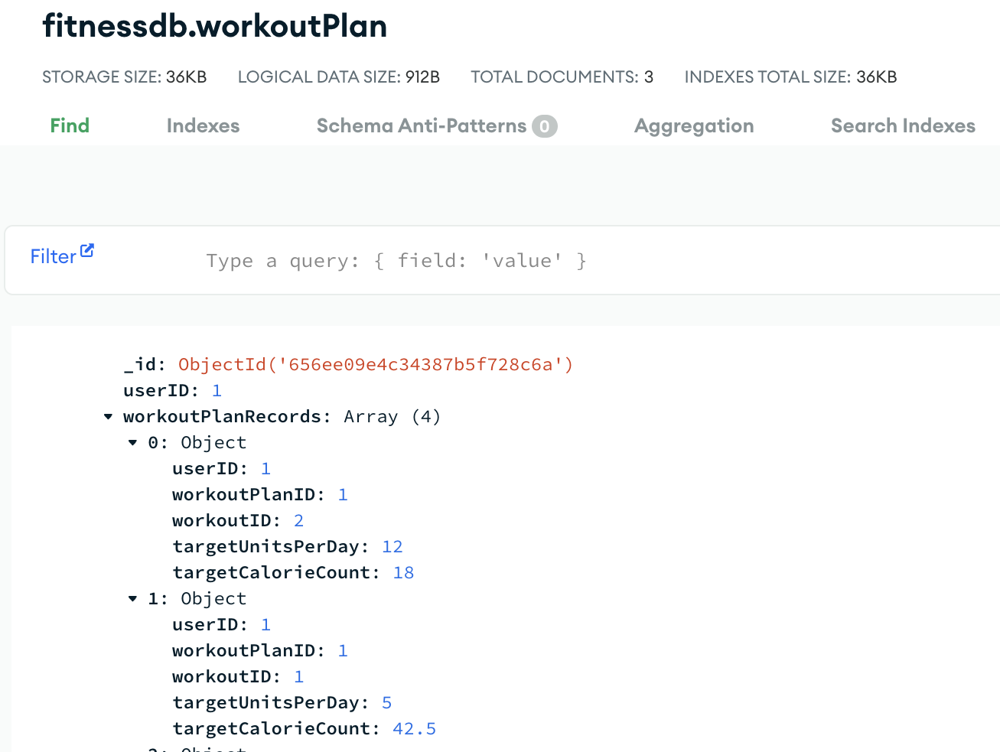 fitnessdb.workoutPlan
STORAGE SIZE: 36KB LOGICAL DATA SIZE: 912B TOTAL DOCUMENTS: 3 INDEXES TOTAL SIZE: 36KB
Find Indexes Schema Anti-Patterns 0 Aggregation Search Indexes
Filter Type a query: { field: 'value' }
_id: ObjectId('656ee09e4c34387b5f728c6a')
userID: 1
workoutPlanRecords: Array (4)
0: Object
userID: 1
workoutPlanID: 1
workoutID: 2
targetUnitsPerDay: 12
targetCalorieCount: 18
1: Object
userID: 1
workoutPlanID: 1
workoutID: 1
targetUnitsPerDay: 5
targetCalorieCount: 42.5
2: Object